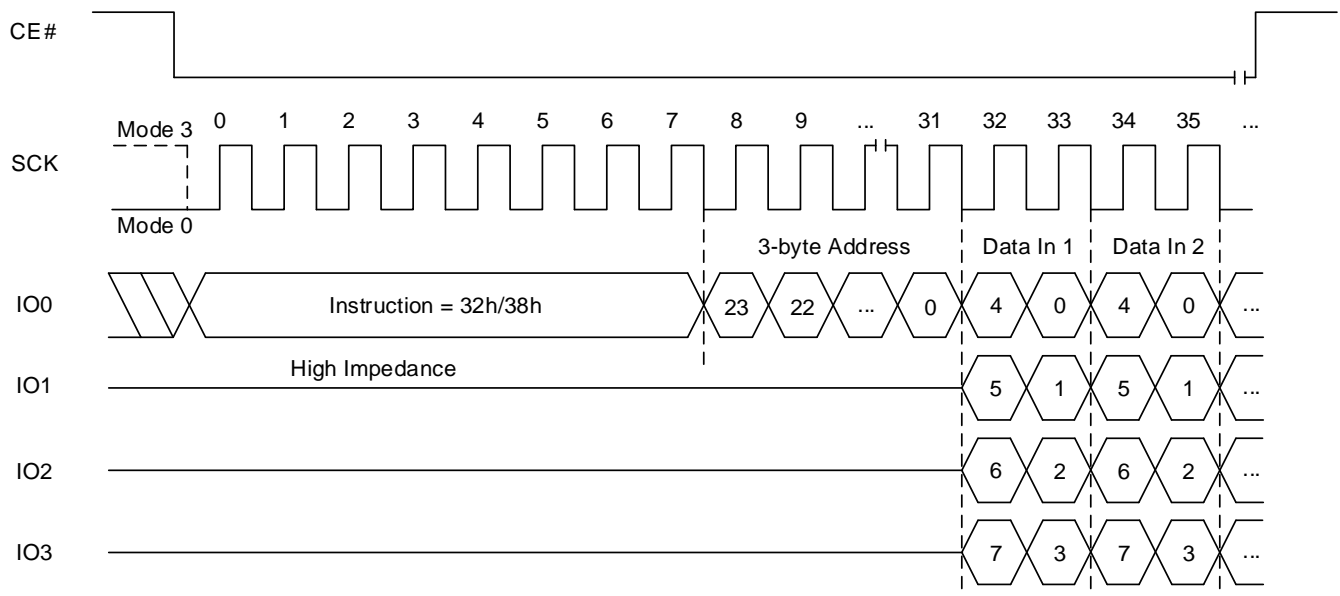 CE#
Mode 3 0 1 2 3 4 5 6 7 8 9 ... 31 32 33 34 35 ...
SCK
Mode 0
3-byte Address Data In 1 Data In 2
IO0 Instruction = 32h/38h 23 22 ... 0 4 0 4 0 ...
High Impedance
IO1 5 1 5 1 ...
IO2 6 2 6 2 ...
IO3 7 3 7 3 ...